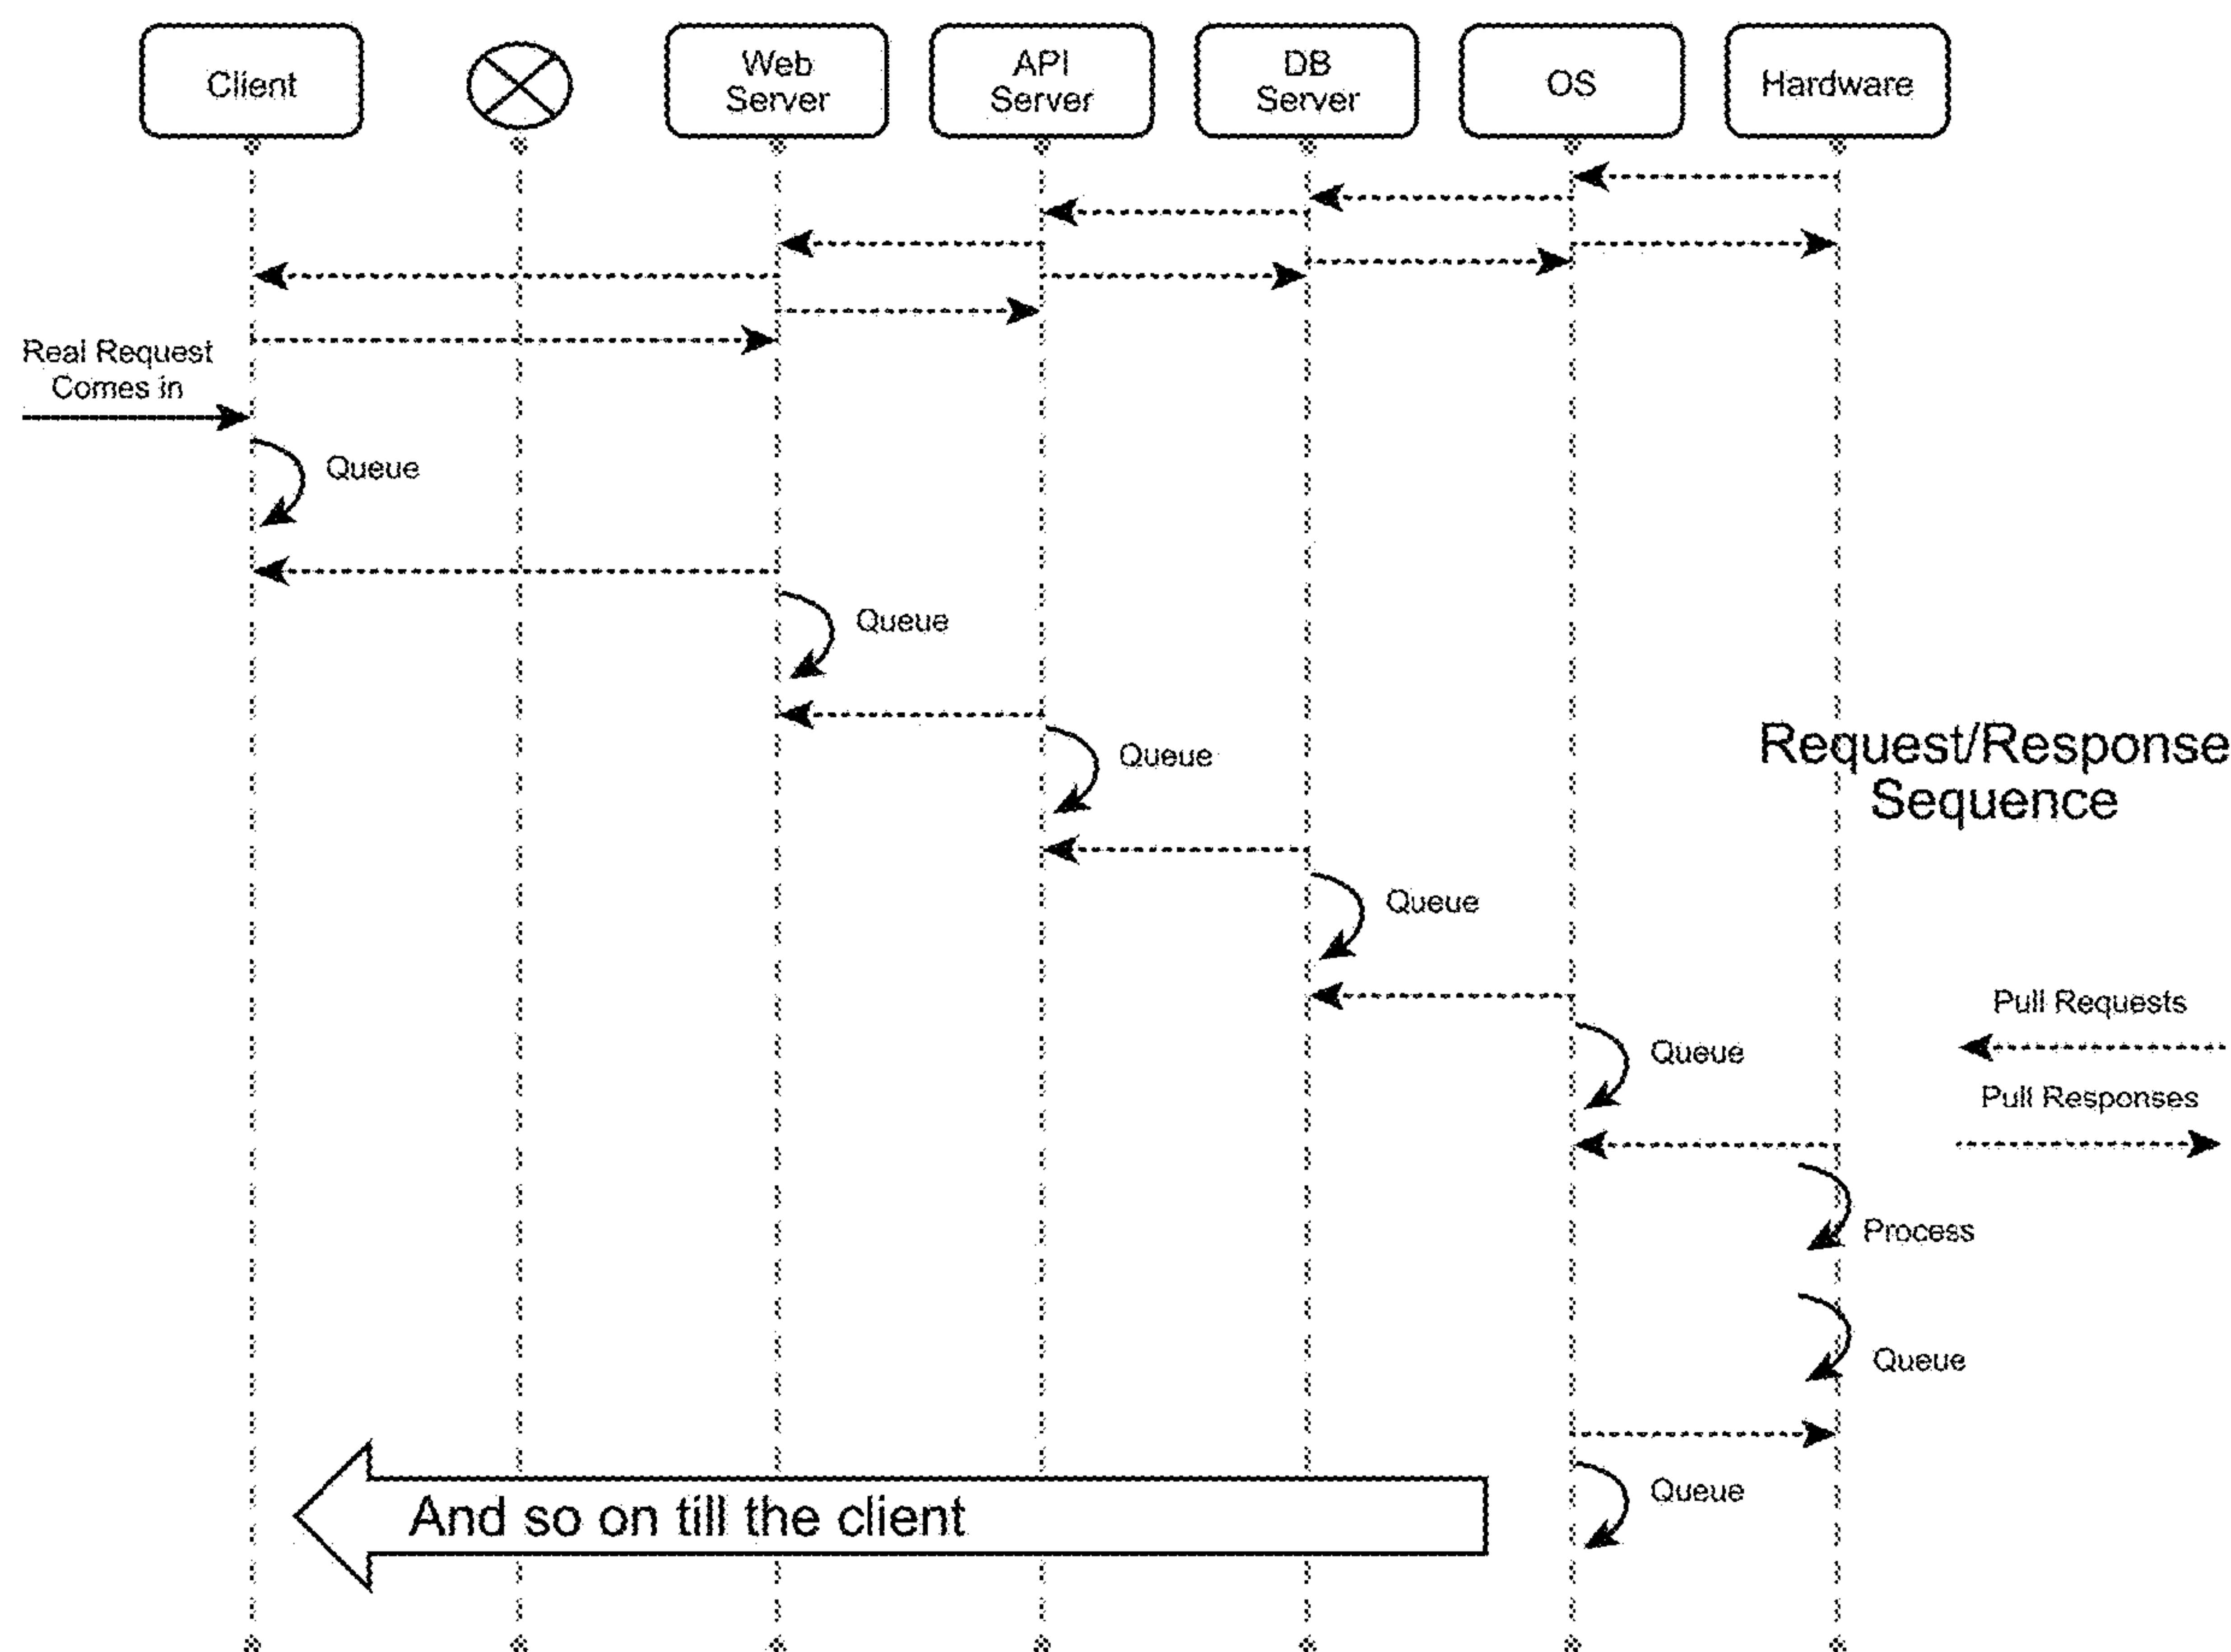 Client
Web
Server
API
Server
DB
Server
OS
Hardware
Real Request
Comes in
Queue
Queue
Queue
Request/Response
Sequence
Queue
Pull Requests
Queue
Pull Responses
Process
Queue
Queue
And so on till the client